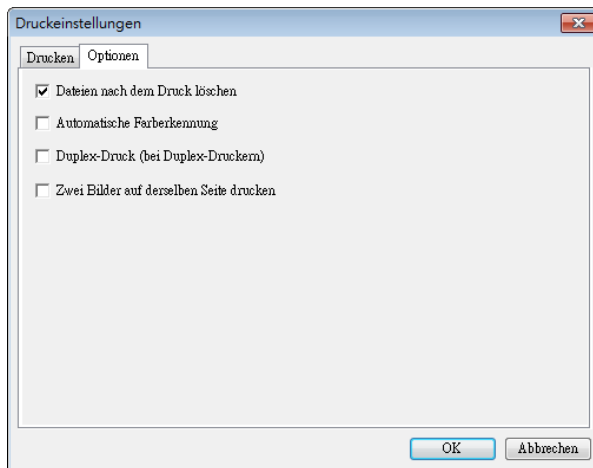 Druckeinstellungen
Drucken Optionen
Dateien nach dem Druck löschen
Automatische Farberkennung
Duplex-Druck (bei Duplex-Druckern)
Zwei Bilder auf derselben Seite drucken
OK Abbrechen